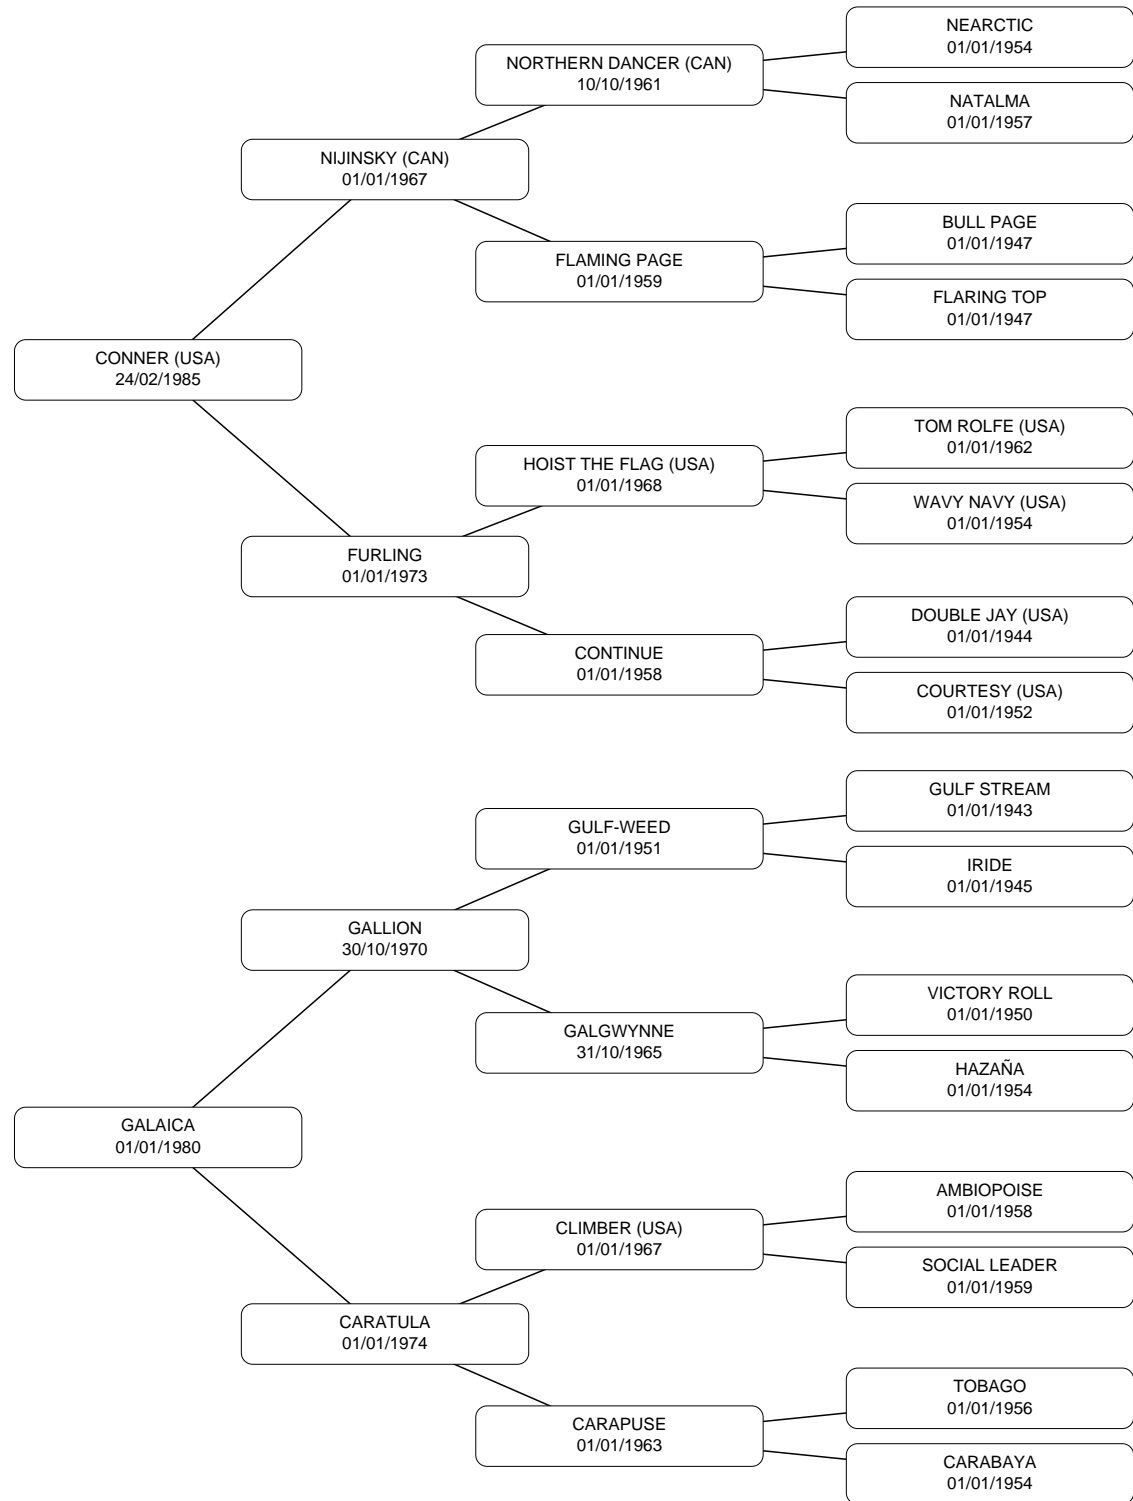 NEARCTIC
01/01/1954
NORTHERN DANCER (CAN)
10/10/1961
NATALMA
01/01/1957
NIJINSKY (CAN)
01/01/1967
BULL PAGE
01/01/1947
FLAMING PAGE
01/01/1959
FLARING TOP
01/01/1947
CONNER (USA)
24/02/1985
TOM ROLFE (USA)
01/01/1962
HOIST THE FLAG (USA)
01/01/1968
WAVY NAVY (USA)
01/01/1954
FURLING
01/01/1973
DOUBLE JAY (USA)
01/01/1944
CONTINUE
01/01/1958
COURTESY (USA)
01/01/1952
GULF STREAM
01/01/1943
GULF-WEED
01/01/1951
IRIDE
01/01/1945
GALLION
30/10/1970
VICTORY ROLL
01/01/1950
GALGWYNNE
31/10/1965
HAZAÑA
01/01/1954
GALAICA
01/01/1980
AMBIOPOISE
01/01/1958
CLIMBER (USA)
01/01/1967
SOCIAL LEADER
01/01/1959
CARATULA
01/01/1974
TOBAGO
01/01/1956
CARAPUSE
01/01/1963
CARABAYA
01/01/1954